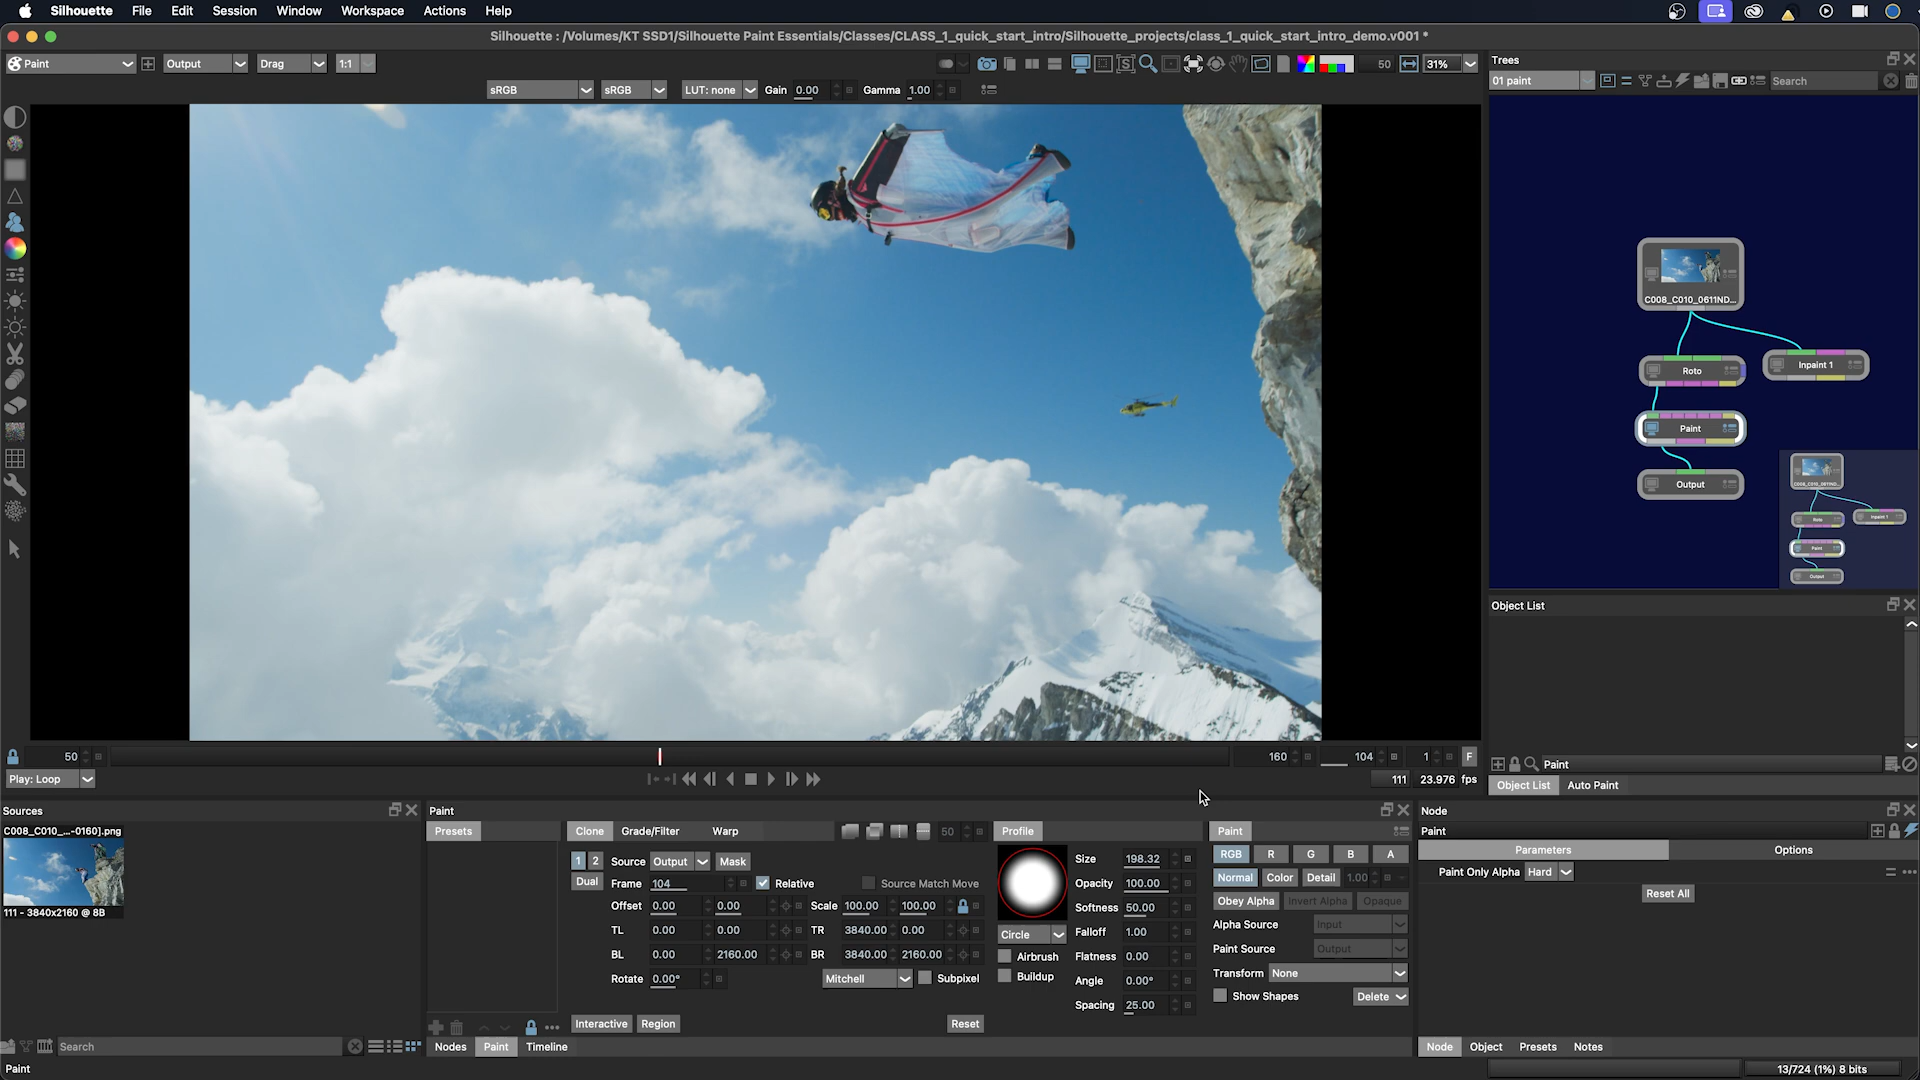 Silhouette File Edit Session Window Workspace Actions Help
Silhouette : /Volumes/KT SSD1/Silhouette Paint Essentials/Classes/CLASS_1_quick_start_intro/Silhouette_projects/class_1_quick_start_intro_demo.v001 *
Paint Output Drag 1:1 50 31%
sRGB sRGB LUT: none Gain 0.00 Gamma 1.00
Trees
01 paint Search
C008_C010_0611ND...
Roto
Inpaint 1
Paint
Output
C008_C010_0611ND...
Roto
Inpaint 1
Paint
Output
Object List
Paint
Object List Auto Paint
50 160 104 1 F
Play: Loop 111 23.976 fps
Sources
C008_C010_...-0160].png
111 - 3840x2160 @ 8B
Search
Paint
Presets
Clone Grade/Filter Warp 50
1 2 Source Output Mask
Dual Frame 104 Relative Source Match Move
Offset 0.00 0.00 Scale 100.00 100.00
TL 0.00 0.00 TR 3840.00 0.00
BL 0.00 2160.00 BR 3840.00 2160.00
Rotate 0.00° Mitchell Subpixel
Interactive Region Reset
Nodes Paint Timeline
Profile
Size 198.32
Opacity 100.00
Softness 50.00
Circle Falloff 1.00
Airbrush Flatness 0.00
Buildup Angle 0.00°
Spacing 25.00
Paint
RGB R G B A
Normal Color Detail 1.00
Obey Alpha Invert Alpha Opaque
Alpha Source Input
Paint Source Output
Transform None
Show Shapes Delete
Node
Paint
Parameters Options
Paint Only Alpha Hard
Reset All
Node Object Presets Notes
Paint
13/724 (1%) 8 bits